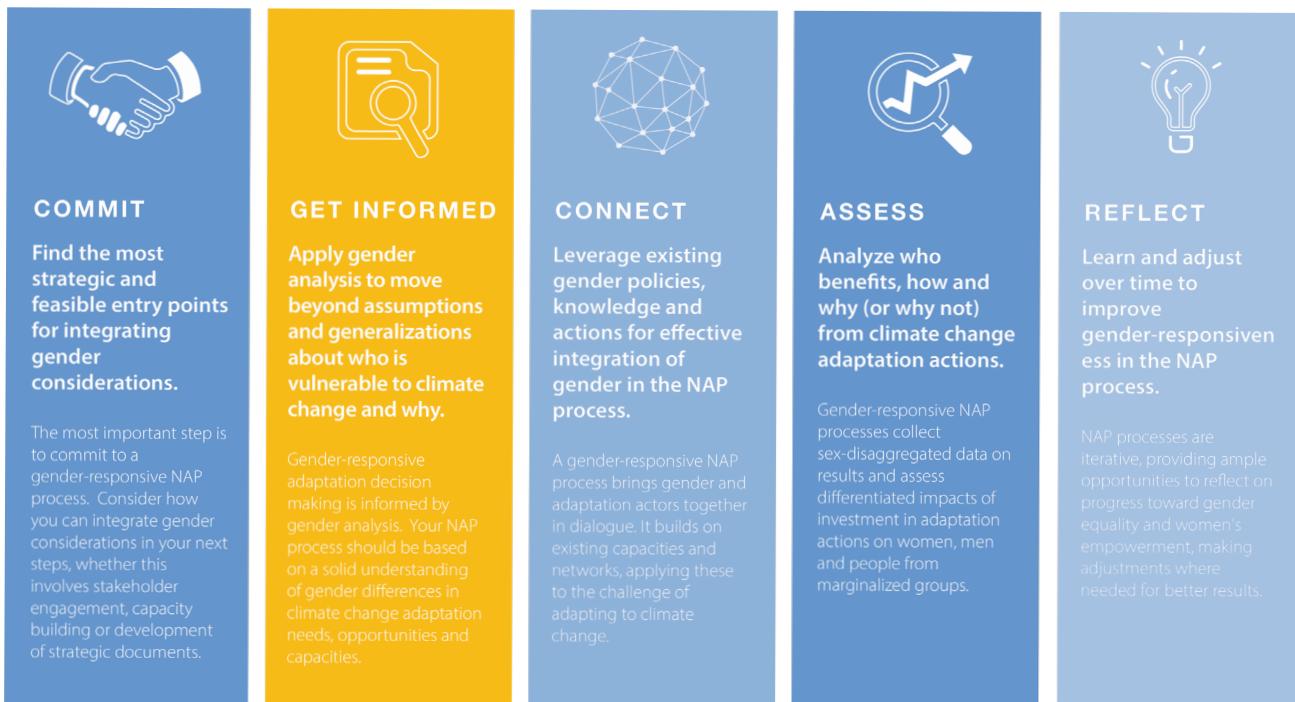 COMMIT
Find the most
strategic and
feasible entry points
for integrating
gender
considerations.
The most important step is
to commit to a
gender-responsive NAP
process. Consider how
you can integrate gender
considerations in your next
steps, whether this
involves stakeholder
engagement, capacity
building or development
of strategic documents.
GET INFORMED
Apply gender
analysis to move
beyond assumptions
and generalizations
about who is
vulnerable to climate
change and why.
Gender-responsive
adaptation decision
making is informed by
gender analysis. Your NAP
process should be based
on a solid understanding
of gender differences in
climate change adaptation
needs, opportunities and
capacities.
CONNECT
Leverage existing
gender policies,
knowledge and
actions for effective
integration of
gender in the NAP
process.
A gender-responsive NAP
process brings gender and
adaptation actors together
in dialogue. It builds on
existing capacities and
networks, applying these
to the challenge of
adapting to climate
change.
ASSESS
Analyze who
benefits, how and
why (or why not)
from climate change
adaptation actions.
Gender-responsive NAP
processes collect
sex-disaggregated data on
results and assess
differentiated impacts of
investment in adaptation
actions on women, men
and people from
marginalized groups.
REFLECT
Learn and adjust
over time to
improve
gender-responsiven
ess in the NAP
process.
NAP processes are
iterative, providing ample
opportunities to reflect on
progress toward gender
equality and women's
empowerment, making
adjustments where
needed for better results.